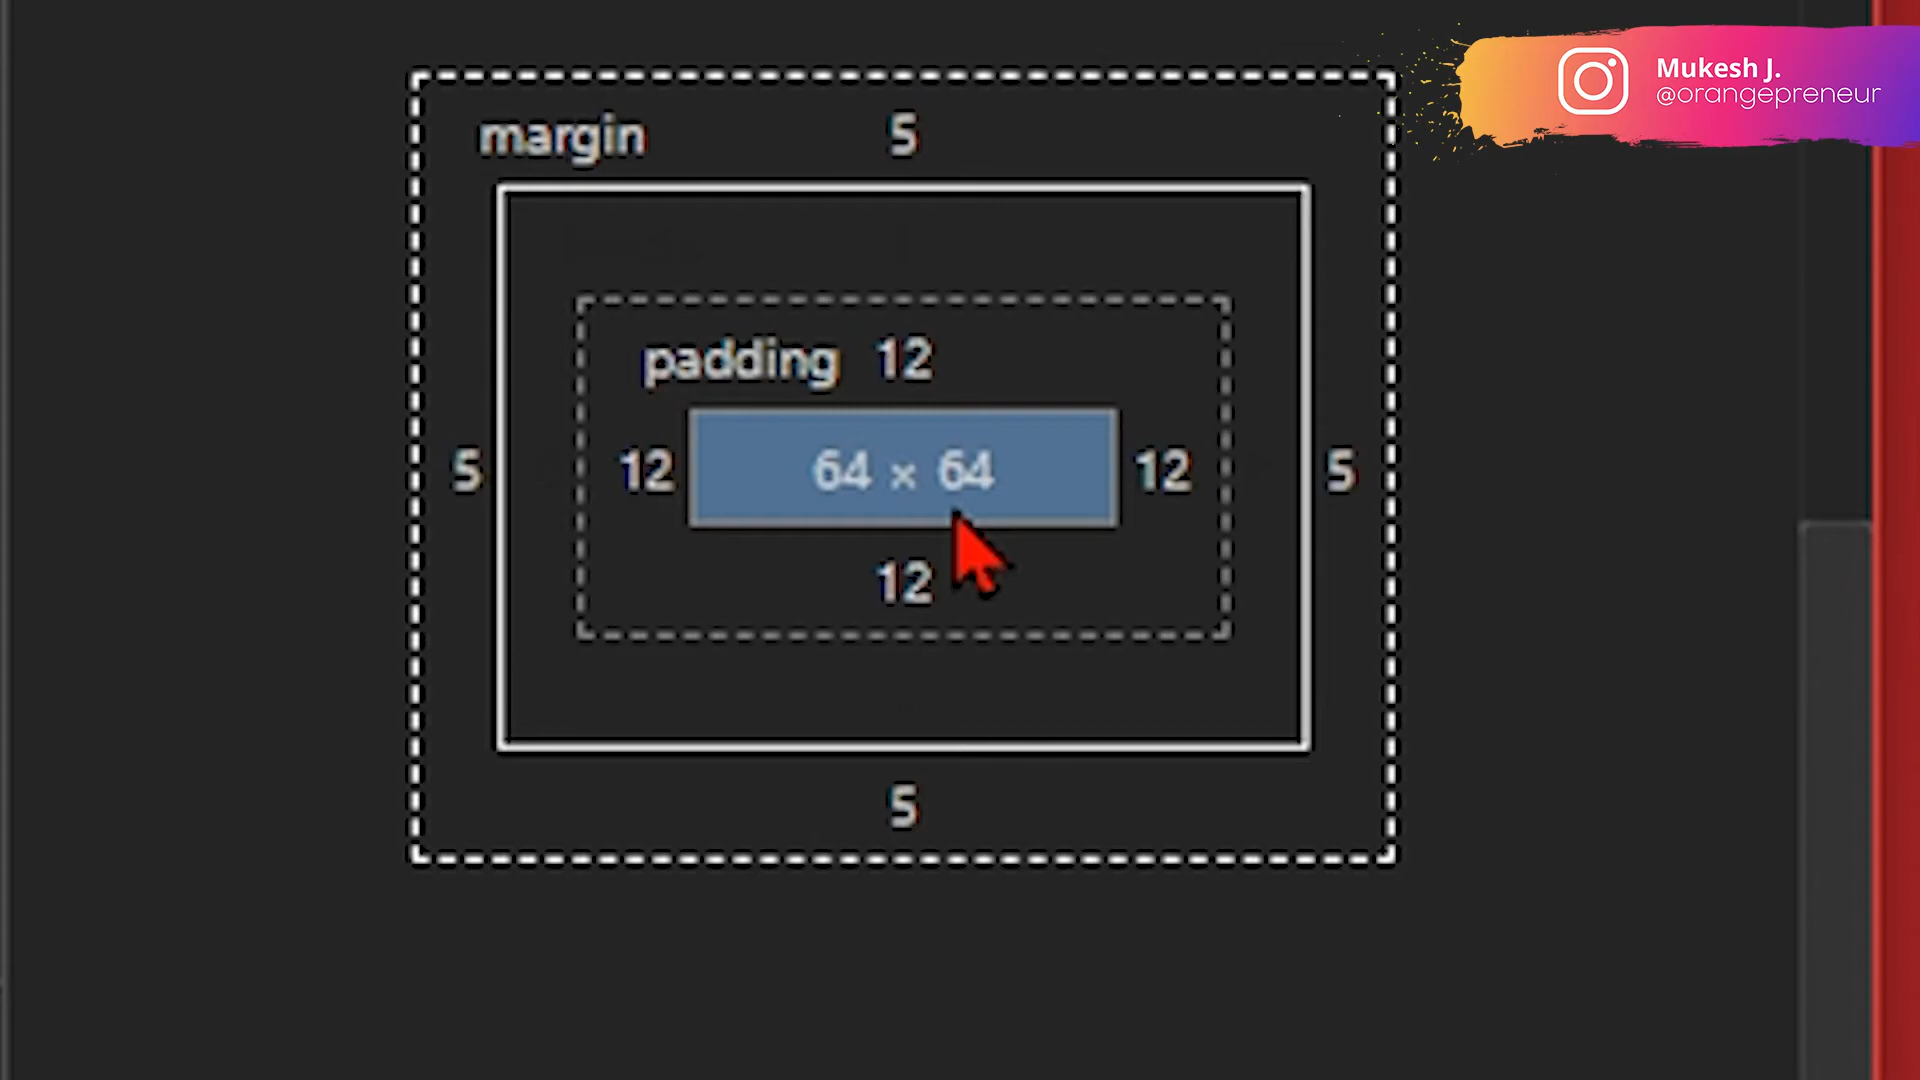 Mukesh J.
@orangepreneur
margin 5
padding 12
5 12 64 × 64 12 5
12
5